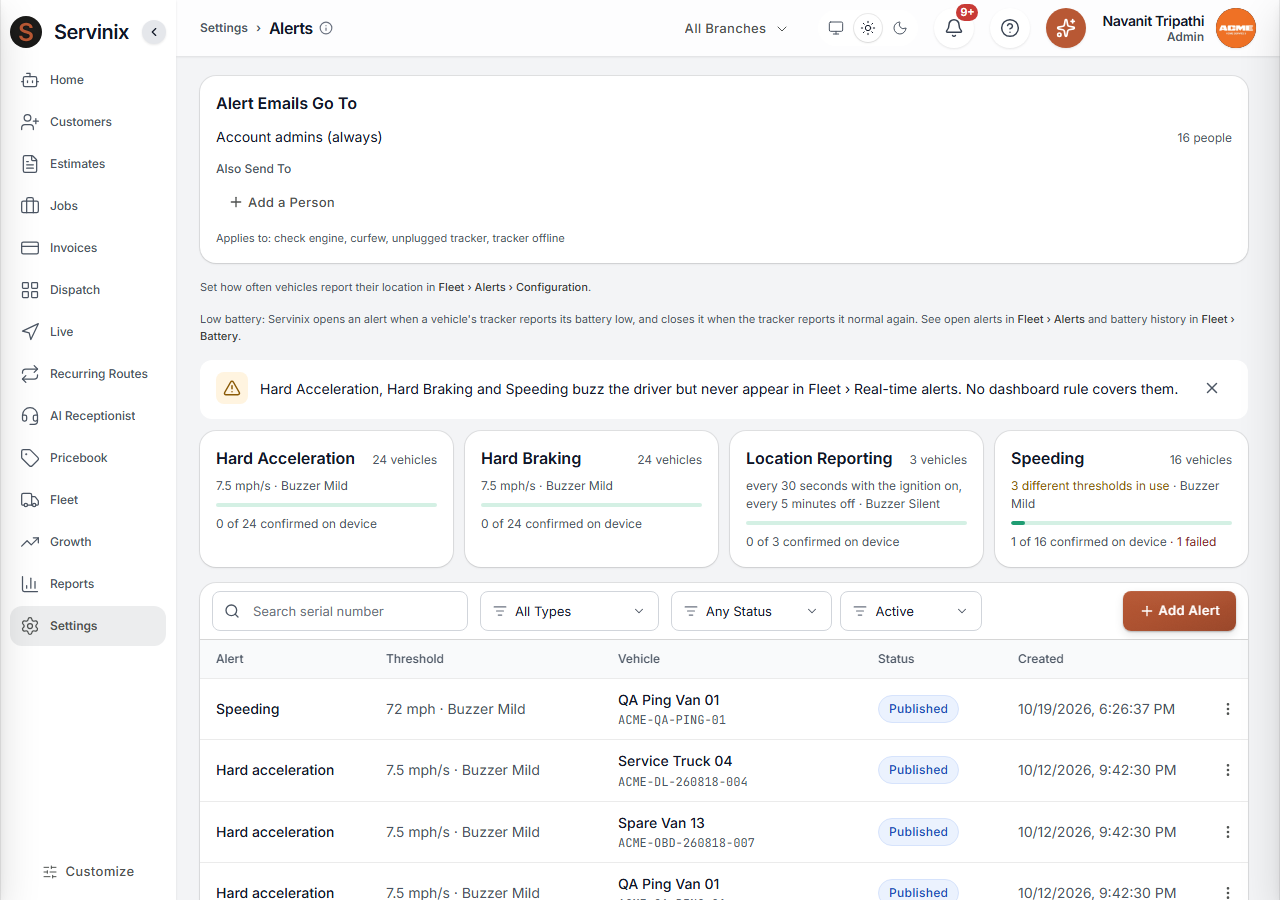 S Servinix
Settings › Alerts
All Branches
9+
Navanit Tripathi
Admin
ACME
Home
Customers
Estimates
Jobs
Invoices
Dispatch
Live
Recurring Routes
AI Receptionist
Pricebook
Fleet
Growth
Reports
Settings
Customize
Alert Emails Go To
Account admins (always) 16 people
Also Send To
+ Add a Person
Applies to: check engine, curfew, unplugged tracker, tracker offline
Set how often vehicles report their location in Fleet › Alerts › Configuration.
Low battery: Servinix opens an alert when a vehicle's tracker reports its battery low, and closes it when the tracker reports it normal again. See open alerts in Fleet › Alerts and battery history in Fleet ›
Battery.
Hard Acceleration, Hard Braking and Speeding buzz the driver but never appear in Fleet › Real-time alerts. No dashboard rule covers them.
Hard Acceleration 24 vehicles
7.5 mph/s · Buzzer Mild
0 of 24 confirmed on device
Hard Braking 24 vehicles
7.5 mph/s · Buzzer Mild
0 of 24 confirmed on device
Location Reporting 3 vehicles
every 30 seconds with the ignition on,
every 5 minutes off · Buzzer Silent
0 of 3 confirmed on device
Speeding 16 vehicles
3 different thresholds in use · Buzzer
Mild
1 of 16 confirmed on device · 1 failed
Search serial number
All Types
Any Status
Active
+ Add Alert
Alert Threshold Vehicle Status Created
Speeding 72 mph · Buzzer Mild QA Ping Van 01 Published 10/19/2026, 6:26:37 PM
ACME-QA-PING-01
Hard acceleration 7.5 mph/s · Buzzer Mild Service Truck 04 Published 10/12/2026, 9:42:30 PM
ACME-DL-260818-004
Hard acceleration 7.5 mph/s · Buzzer Mild Spare Van 13 Published 10/12/2026, 9:42:30 PM
ACME-OBD-260818-007
Hard acceleration 7.5 mph/s · Buzzer Mild QA Ping Van 01 Published 10/12/2026, 9:42:30 PM